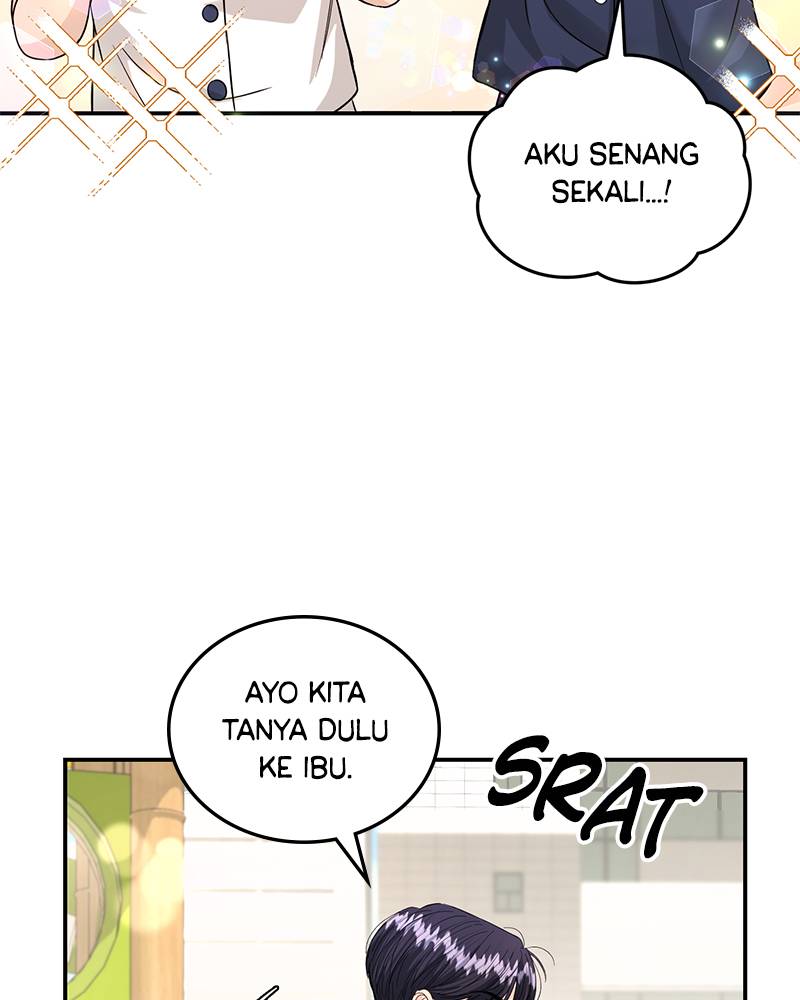 AKU SENANG
SEKALI...!
AYO KITA
TANYA DULU
KE IBU.
SRAT